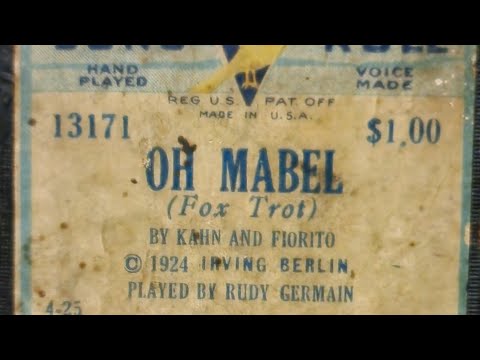 HAND PLAYED
VOICE MADE
REG U.S. PAT. OFF
MADE IN U.S.A.
13171
$1.00
OH MABEL
(Fox Trot)
BY KAHN AND FIORITO
© 1924 IRVING BERLIN
PLAYED BY RUDY GERMAIN
4-25